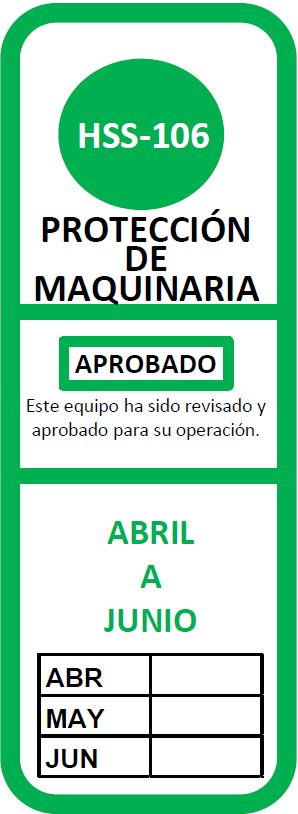 HSS-106
PROTECCIÓN
DE
MAQUINARIA
APROBADO
Este equipo ha sido revisado y
aprobado para su operación.
ABRIL
A
JUNIO
ABR
MAY
JUN